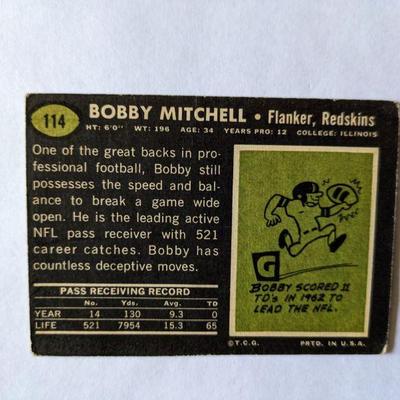 114
BOBBY MITCHELL • Flanker, Redskins
HT: 6'0" WT: 196 AGE: 34 YEARS PRO: 12 COLLEGE: ILLINOIS
One of the great backs in pro-
fessional football, Bobby still
possesses the speed and bal-
ance to break a game wide
open. He is the leading active
NFL pass receiver with 521
career catches. Bobby has
countless deceptive moves.
PASS RECEIVING RECORD
No. Yds. Avg. TD
YEAR 14 130 9.3 0
LIFE 521 7954 15.3 65
G
BOBBY SCORED 11
TD's IN 1962 TO
LEAD THE NFL.
©T.C.G. PRTD. IN U.S.A.